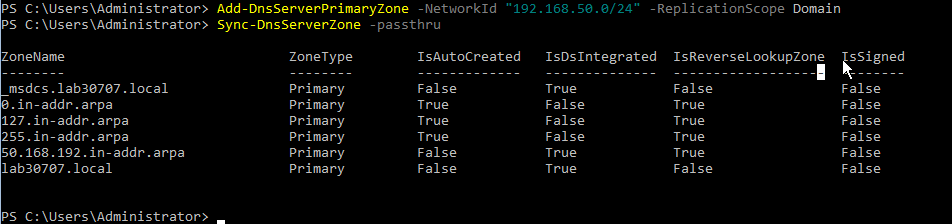 PS C:\Users\Administrator> Add-DnsServerPrimaryZone -NetworkId "192.168.50.0/24" -ReplicationScope Domain
PS C:\Users\Administrator> Sync-DnsServerZone -passthru
ZoneName ZoneType IsAutoCreated IsDsIntegrated IsReverseLookupZone IsSigned
-------- -------- ------------- -------------- ------------------- --------
_msdcs.lab30707.local Primary False True False False
0.in-addr.arpa Primary True False True False
127.in-addr.arpa Primary True False True False
255.in-addr.arpa Primary True False True False
50.168.192.in-addr.arpa Primary False True True False
lab30707.local Primary False True False False
PS C:\Users\Administrator>